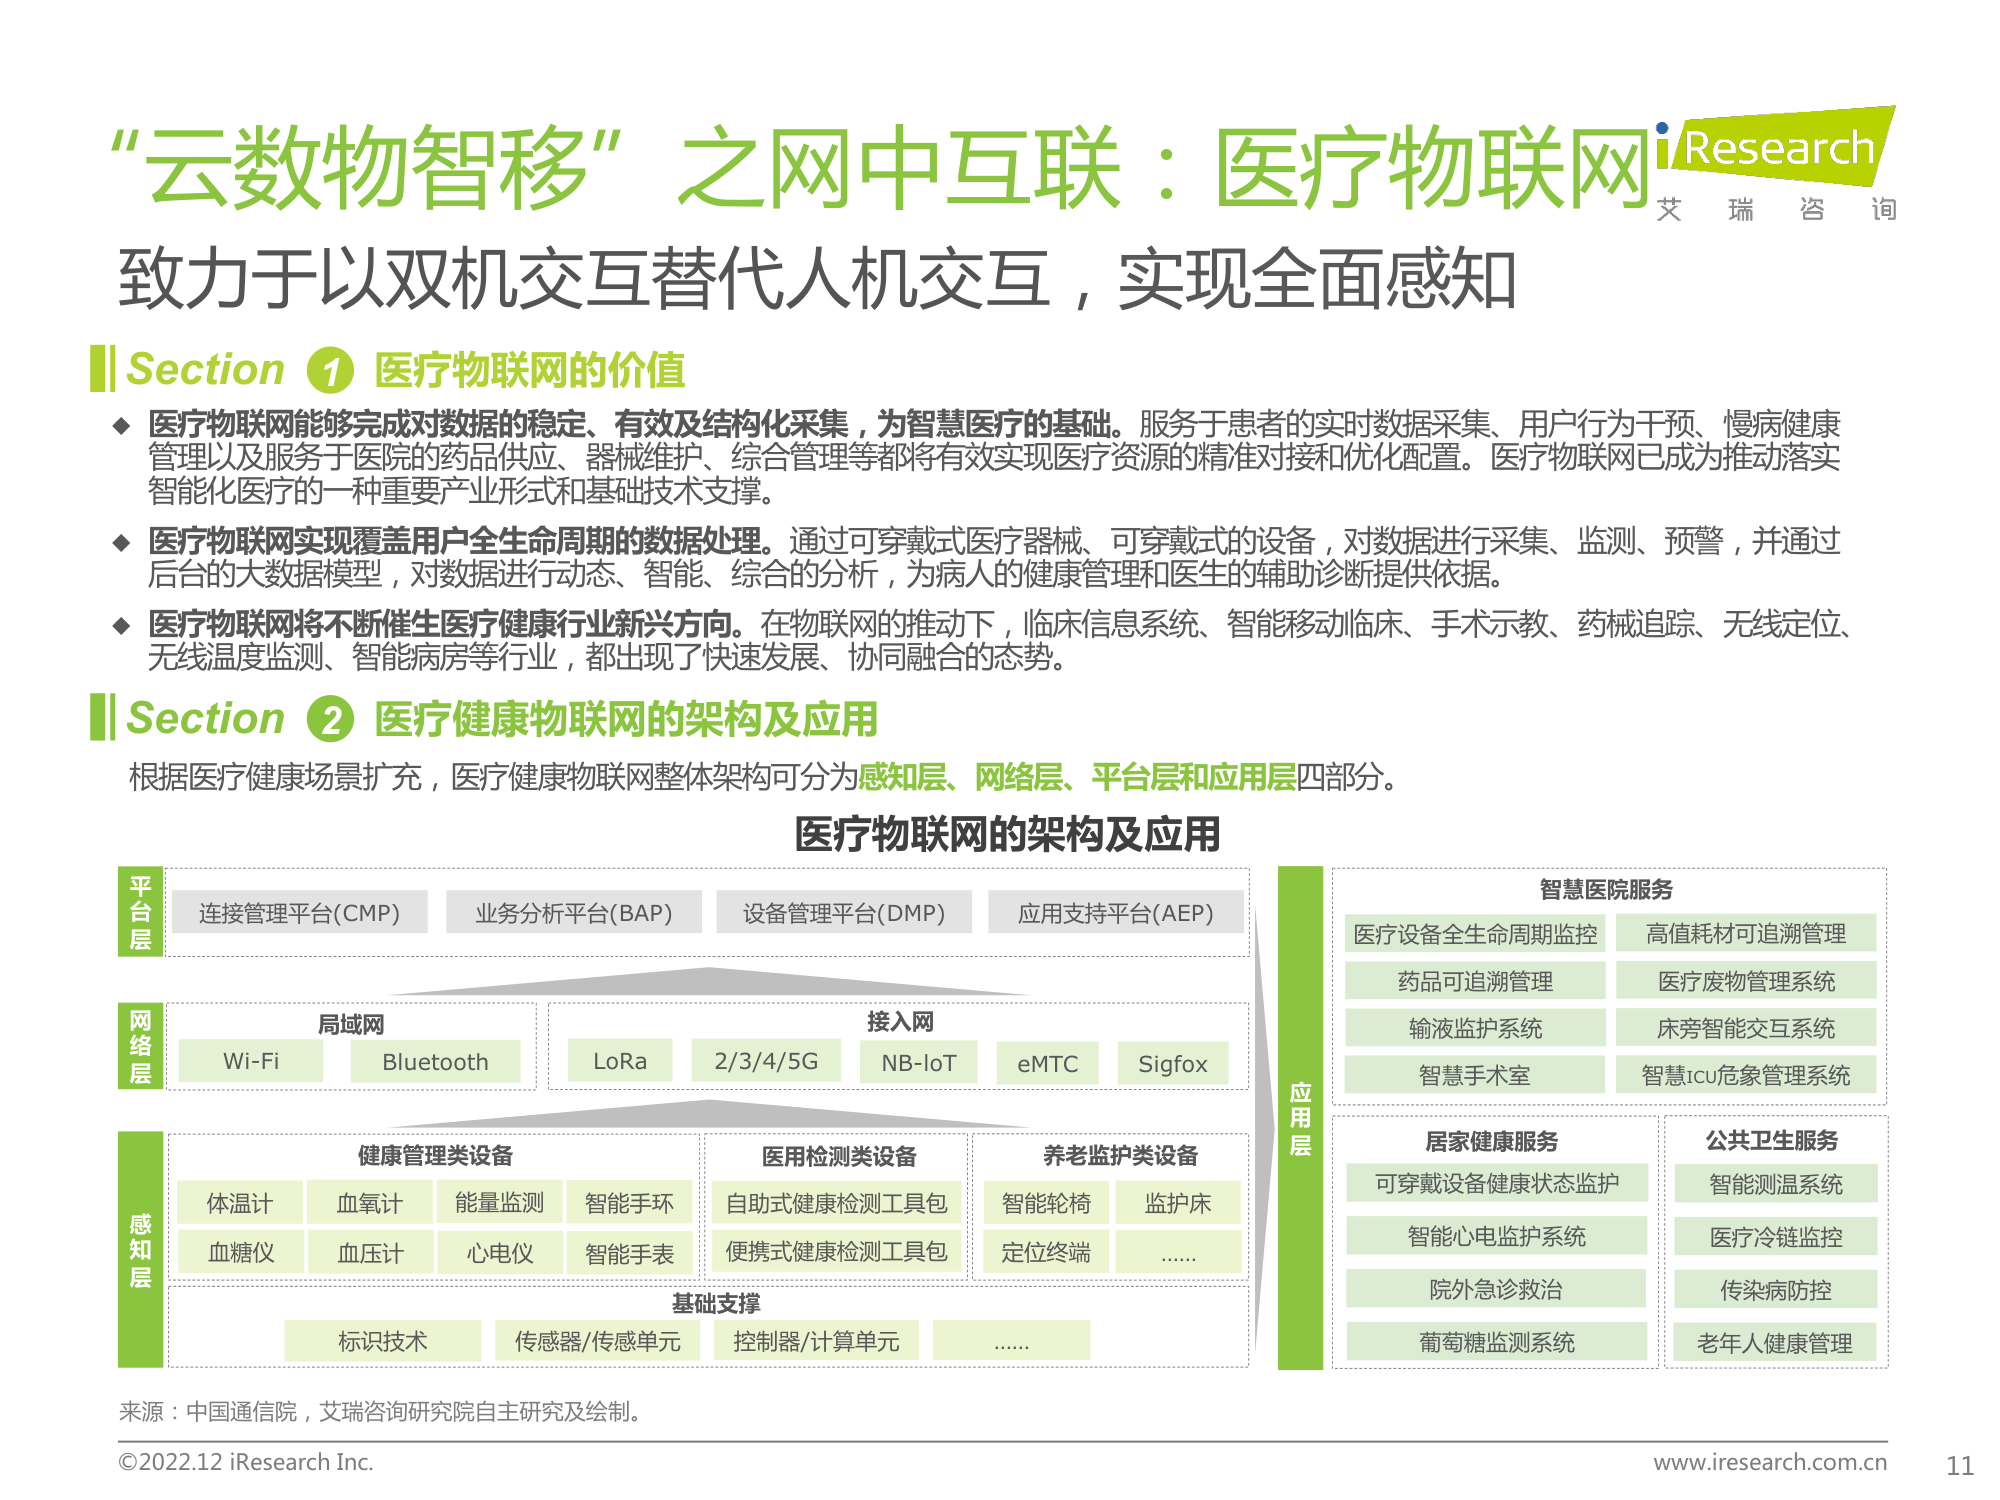 “云数物智移”之网中互联：医疗物联网
iResearch
艾瑞咨询
致力于以双机交互替代人机交互，实现全面感知
Section 1 医疗物联网的价值
◆ 医疗物联网能够完成对数据的稳定、有效及结构化采集，为智慧医疗的基础。服务于患者的实时数据采集、用户行为干预、慢病健康
管理以及服务于医院的药品供应、器械维护、综合管理等都将有效实现医疗资源的精准对接和优化配置。医疗物联网已成为推动落实
智能化医疗的一种重要产业形式和基础技术支撑。
◆ 医疗物联网实现覆盖用户全生命周期的数据处理。通过可穿戴式医疗器械、可穿戴式的设备，对数据进行采集、监测、预警，并通过
后台的大数据模型，对数据进行动态、智能、综合的分析，为病人的健康管理和医生的辅助诊断提供依据。
◆ 医疗物联网将不断催生医疗健康行业新兴方向。在物联网的推动下，临床信息系统、智能移动临床、手术示教、药械追踪、无线定位、
无线温度监测、智能病房等行业，都出现了快速发展、协同融合的态势。
Section 2 医疗健康物联网的架构及应用
根据医疗健康场景扩充，医疗健康物联网整体架构可分为感知层、网络层、平台层和应用层四部分。
医疗物联网的架构及应用
平台层
连接管理平台(CMP) 业务分析平台(BAP) 设备管理平台(DMP) 应用支持平台(AEP)
网络层
局域网
Wi-Fi Bluetooth
接入网
LoRa 2/3/4/5G NB-IoT eMTC Sigfox
感知层
健康管理类设备
体温计 血氧计 能量监测 智能手环
血糖仪 血压计 心电仪 智能手表
医用检测类设备
自助式健康检测工具包
便携式健康检测工具包
养老监护类设备
智能轮椅 监护床
定位终端 ……
基础支撑
标识技术 传感器/传感单元 控制器/计算单元 ……
应用层
智慧医院服务
医疗设备全生命周期监控 高值耗材可追溯管理
药品可追溯管理 医疗废物管理系统
输液监护系统 床旁智能交互系统
智慧手术室 智慧ICU危象管理系统
居家健康服务
可穿戴设备健康状态监护
智能心电监护系统
院外急诊救治
葡萄糖监测系统
公共卫生服务
智能测温系统
医疗冷链监控
传染病防控
老年人健康管理
来源：中国通信院，艾瑞咨询研究院自主研究及绘制。
©2022.12 iResearch Inc.
www.iresearch.com.cn
11